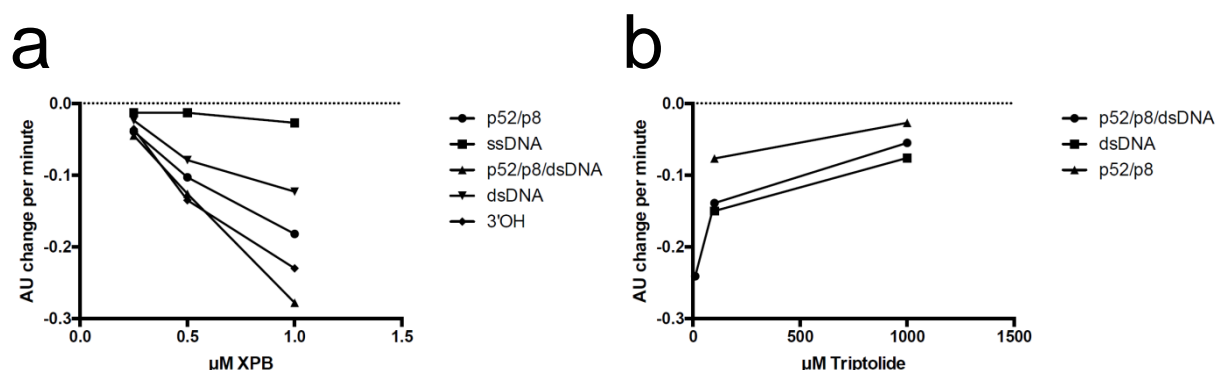 a
AU change per minute
0.0
-0.1
-0.2
-0.3
0.0
0.5
1.0
1.5
µM XPB
p52/p8
ssDNA
p52/p8/dsDNA
dsDNA
3'OH
b
AU change per minute
0.0
-0.1
-0.2
-0.3
0
500
1000
1500
µM Triptolide
p52/p8/dsDNA
dsDNA
p52/p8